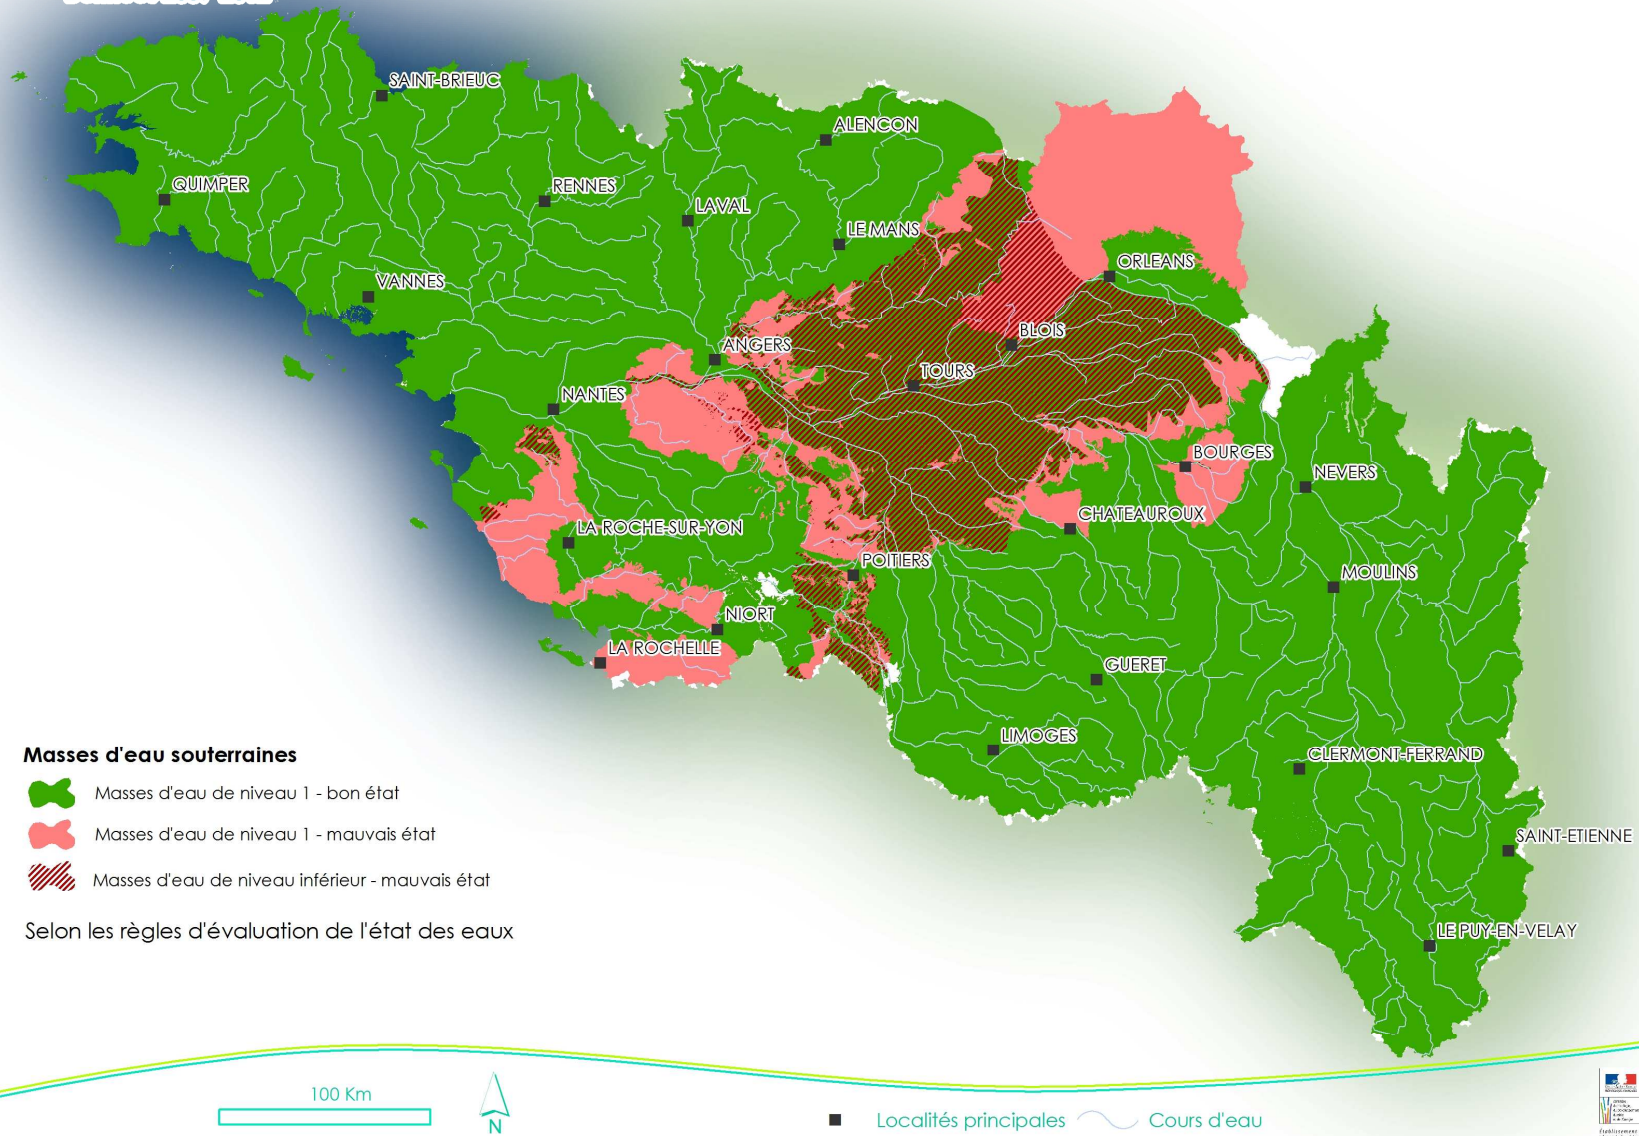 SAINT-BRIEUC
ALENCON
QUIMPER
RENNES
LAVAL
LE MANS
ORLEANS
VANNES
BLOIS
ANGERS
TOURS
NANTES
BOURGES
NEVERS
CHATEAUROUX
LA ROCHE-SUR-YON
POITIERS
MOULINS
NIORT
LA ROCHELLE
GUERET
LIMOGES
CLERMONT-FERRAND
SAINT-ETIENNE
LE PUY-EN-VELAY
Masses d'eau souterraines
Masses d'eau de niveau 1 - bon état
Masses d'eau de niveau 1 - mauvais état
Masses d'eau de niveau inférieur - mauvais état
Selon les règles d'évaluation de l'état des eaux
100 Km
N
Localités principales
Cours d'eau